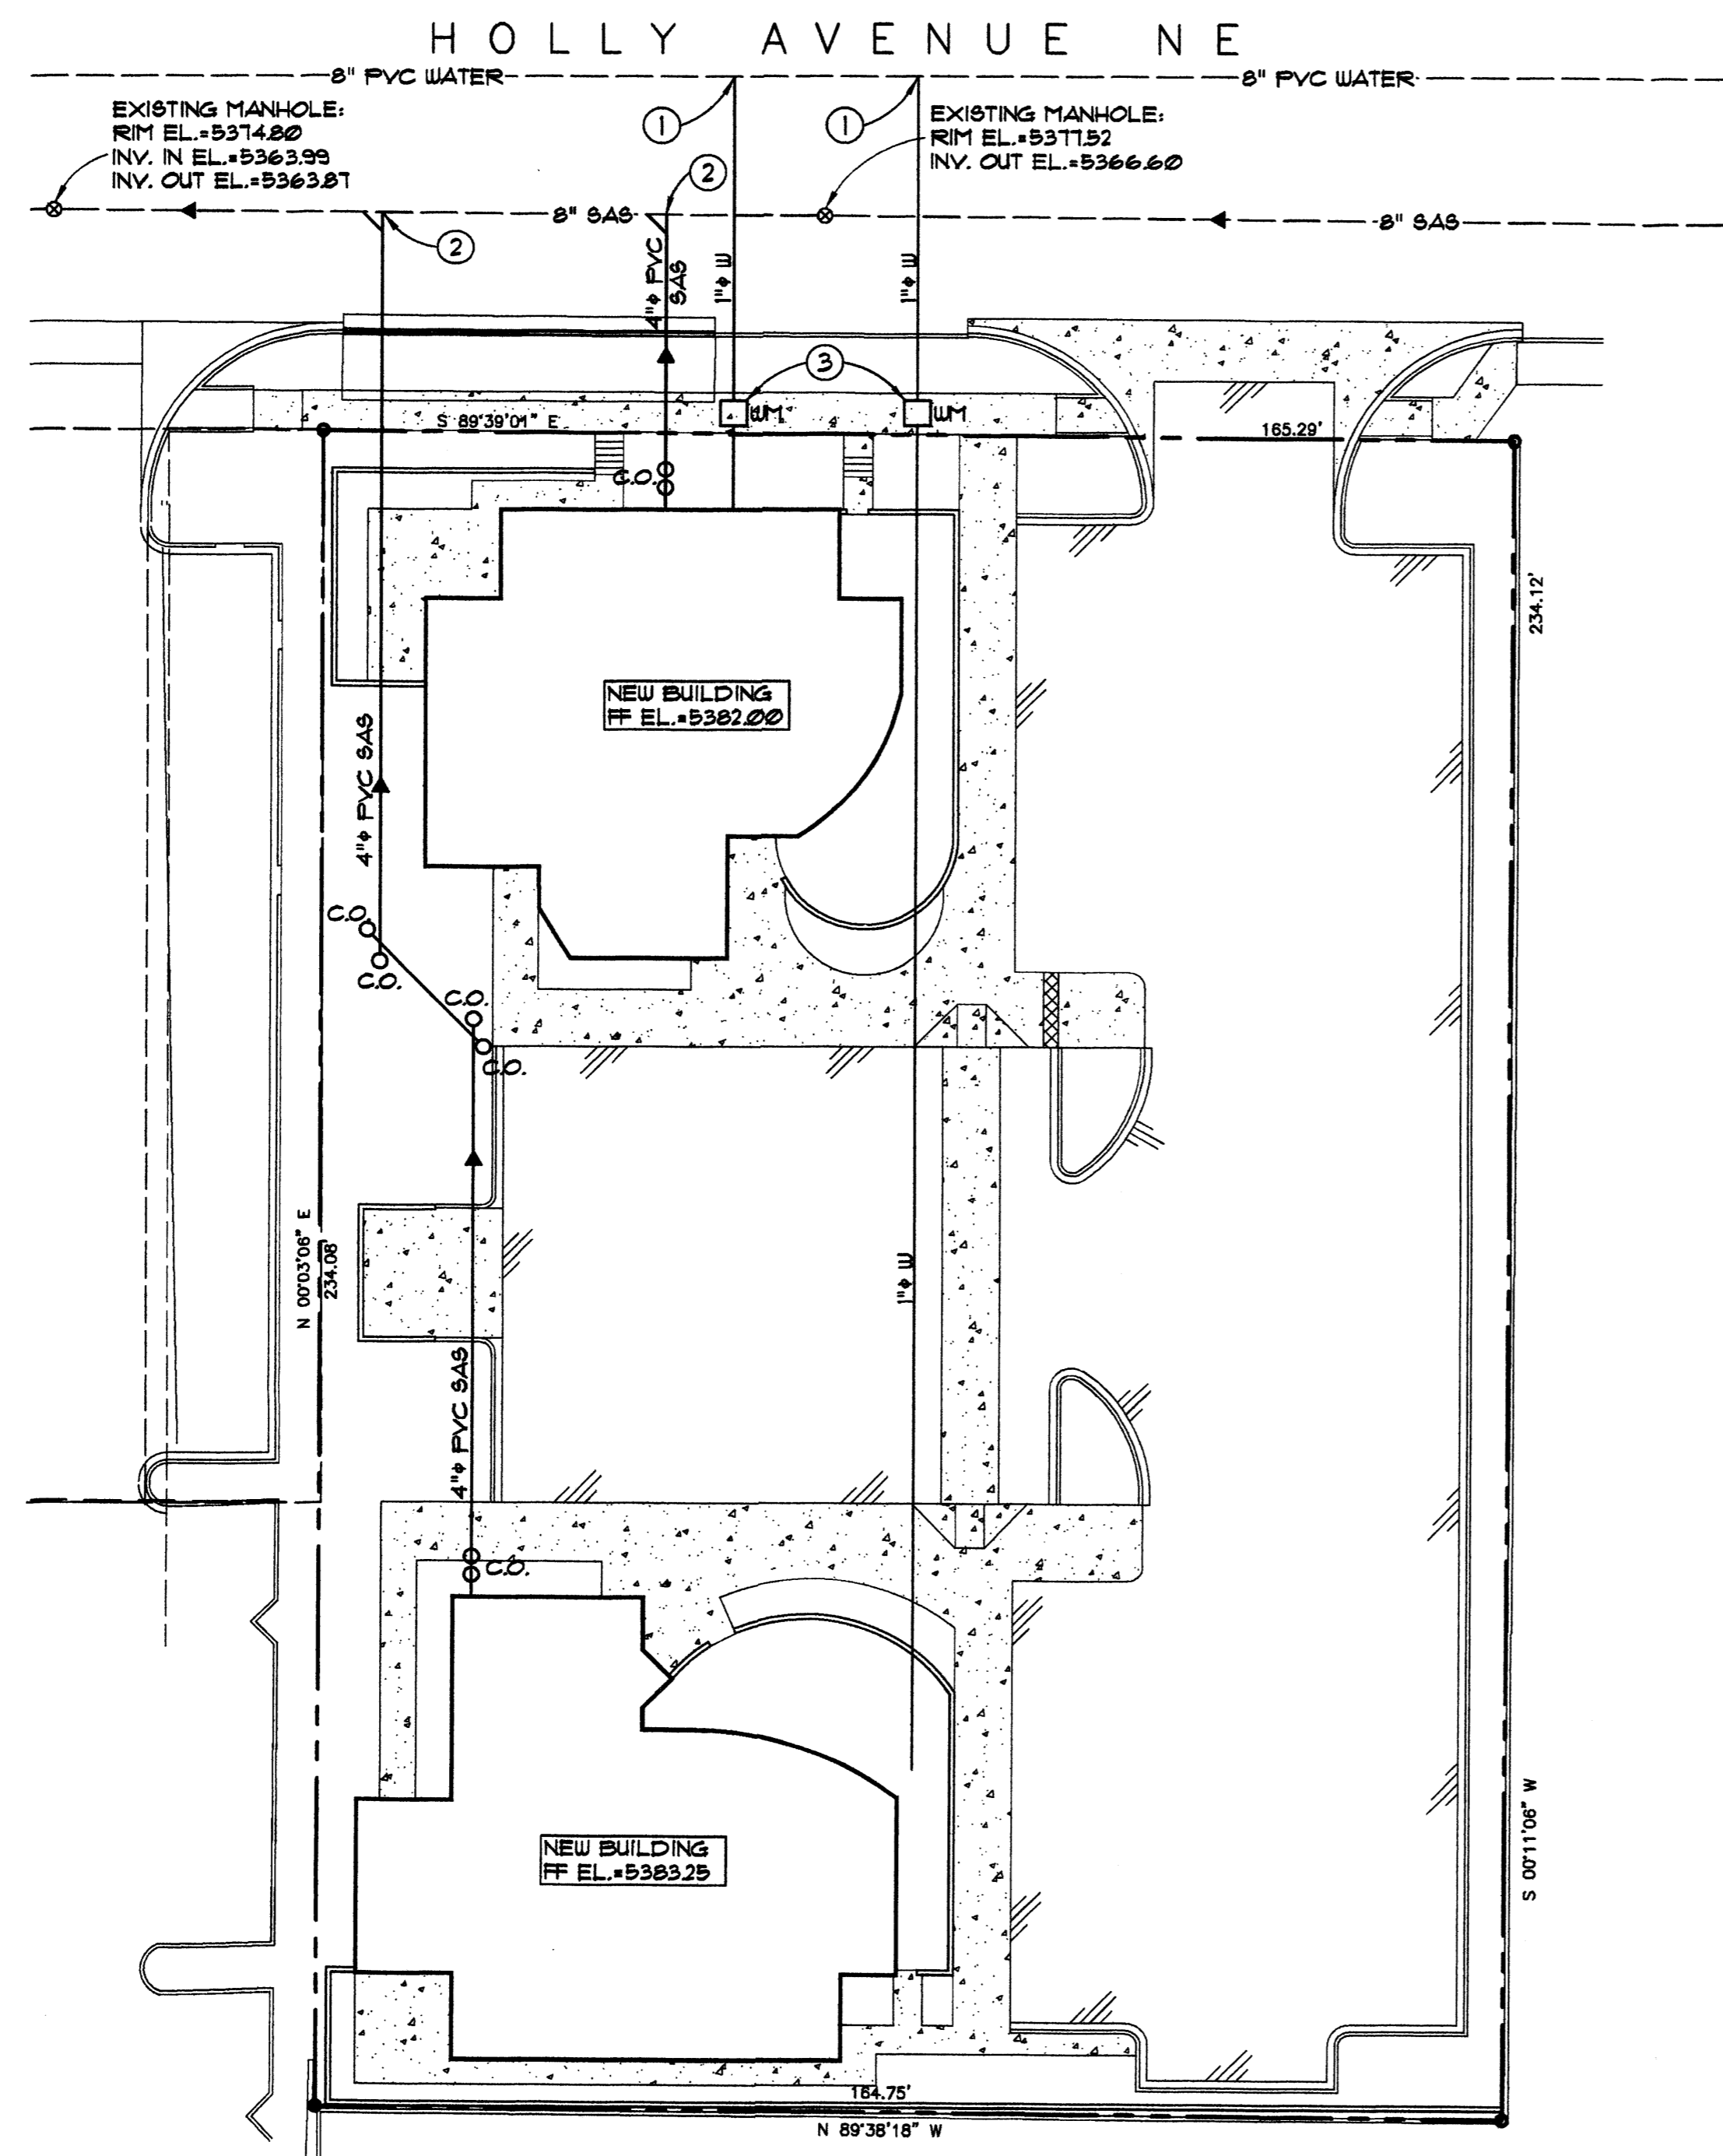 HOLLY AVENUE NE
8" PVC WATER
8" PVC WATER
EXISTING MANHOLE:
RIM EL.=5374.80
INV. IN EL.=5363.99
INV. OUT EL.=5363.87
1
1
EXISTING MANHOLE:
RIM EL.=5377.52
INV. OUT EL.=5366.60
2
8" SAS
8" SAS
2
4"ϕ PVC
SAS
1"ϕ W
1"ϕ W
3
WM
WM
S 89°39'01" E
165.29'
C.O.
234.12'
NEW BUILDING
FF EL.=5382.00
4"ϕ PVC SAS
C.O.
C.O.
C.O.
C.O.
N 00°03'06" E
234.08'
1"ϕ W
4"ϕ PVC SAS
C.O.
NEW BUILDING
FF EL.=5383.25
S 00°11'06" W
164.75'
N 89°38'18" W